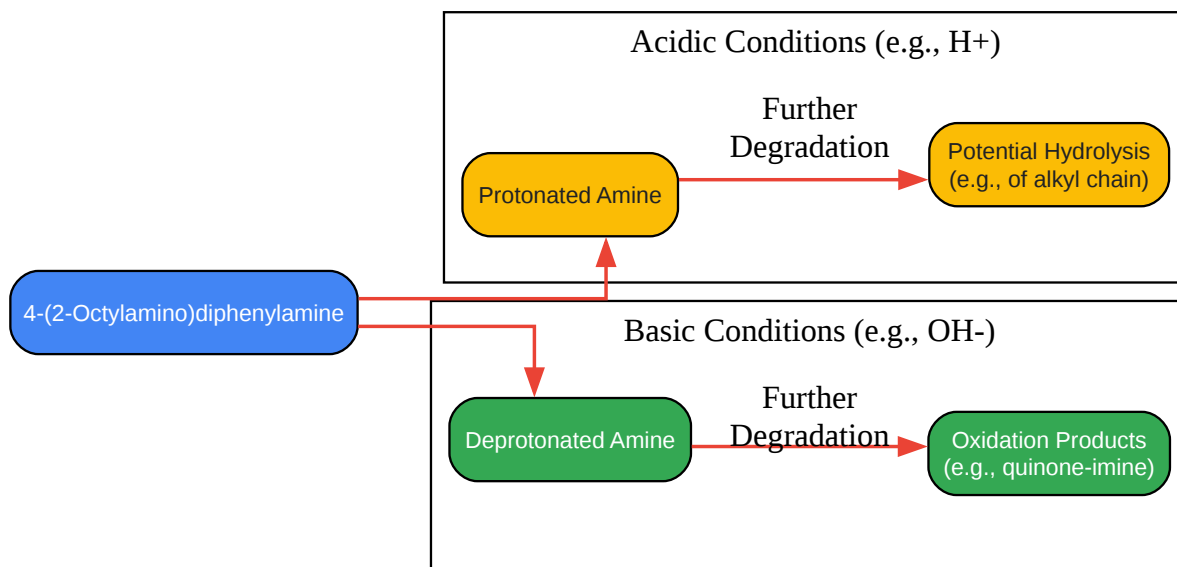 Acidic Conditions (e.g., H+)
Further
Degradation
Protonated Amine
Potential Hydrolysis
(e.g., of alkyl chain)
4-(2-Octylamino)diphenylamine
Basic Conditions (e.g., OH-)
Further
Degradation
Deprotonated Amine
Oxidation Products
(e.g., quinone-imine)